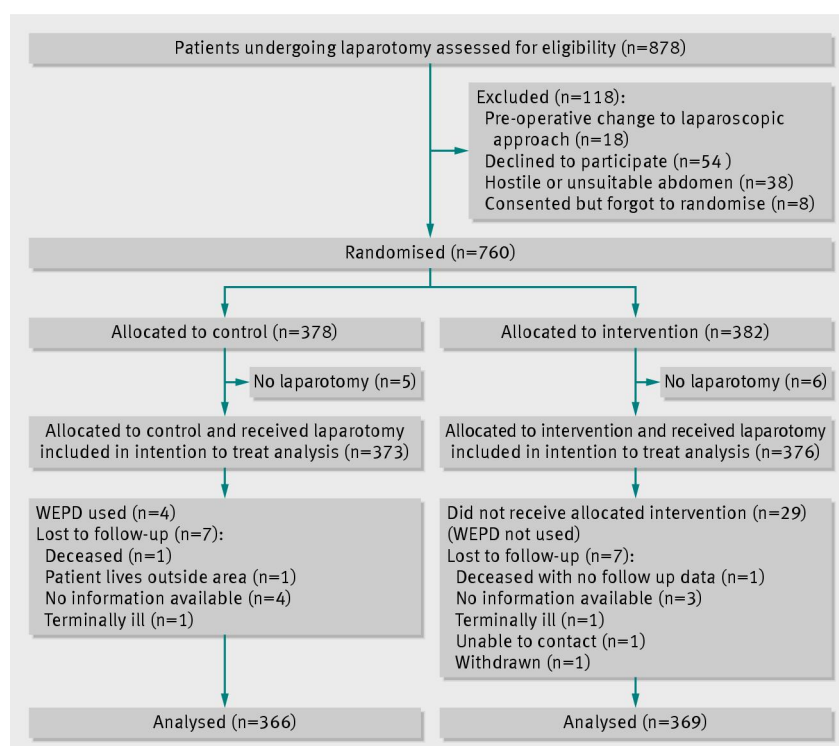 Patients undergoing laparotomy assessed for eligibility (n=878)
Excluded (n=118):
Pre-operative change to laparoscopic
approach (n=18)
Declined to participate (n=54 )
Hostile or unsuitable abdomen (n=38)
Consented but forgot to randomise (n=8)
Randomised (n=760)
Allocated to control (n=378)
Allocated to intervention (n=382)
No laparotomy (n=5)
No laparotomy (n=6)
Allocated to control and received laparotomy
included in intention to treat analysis (n=373)
Allocated to intervention and received laparotomy
included in intention to treat analysis (n=376)
WEPD used (n=4)
Lost to follow-up (n=7):
Deceased (n=1)
Patient lives outside area (n=1)
No information available (n=4)
Terminally ill (n=1)
Did not receive allocated intervention (n=29)
(WEPD not used)
Lost to follow-up (n=7):
Deceased with no follow up data (n=1)
No information available (n=3)
Terminally ill (n=1)
Unable to contact (n=1)
Withdrawn (n=1)
Analysed (n=366)
Analysed (n=369)